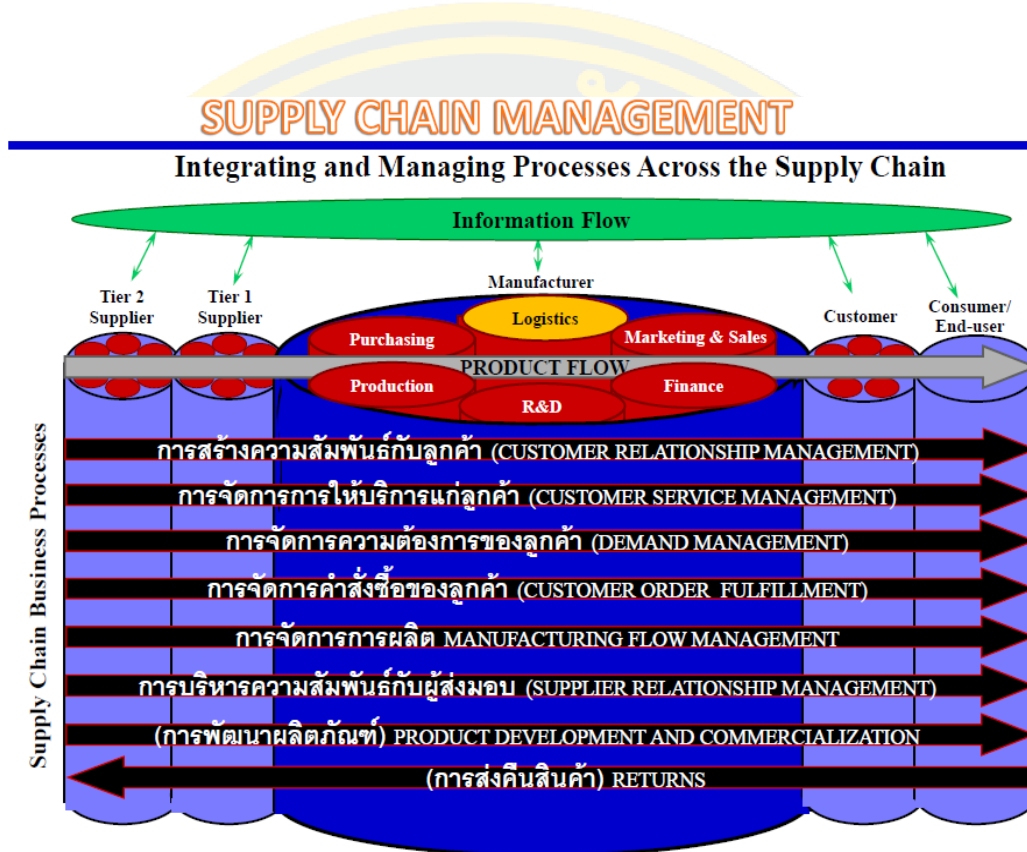 SUPPLY CHAIN MANAGEMENT
Integrating and Managing Processes Across the Supply Chain
Information Flow
Tier 2
Supplier
Tier 1
Supplier
Manufacturer
Logistics
Purchasing
Marketing & Sales
Customer
Consumer/
End-user
PRODUCT FLOW
Production
R&D
Finance
Supply Chain Business Processes
การสร้างความสัมพันธ์กับลูกค้า (CUSTOMER RELATIONSHIP MANAGEMENT)
การจัดการการให้บริการแก่ลูกค้า (CUSTOMER SERVICE MANAGEMENT)
การจัดการความต้องการของลูกค้า (DEMAND MANAGEMENT)
การจัดการคำสั่งซื้อของลูกค้า (CUSTOMER ORDER FULFILLMENT)
การจัดการการผลิต MANUFACTURING FLOW MANAGEMENT
การบริหารความสัมพันธ์กับผู้ส่งมอบ (SUPPLIER RELATIONSHIP MANAGEMENT)
(การพัฒนาผลิตภัณฑ์) PRODUCT DEVELOPMENT AND COMMERCIALIZATION
(การส่งคืนสินค้า) RETURNS